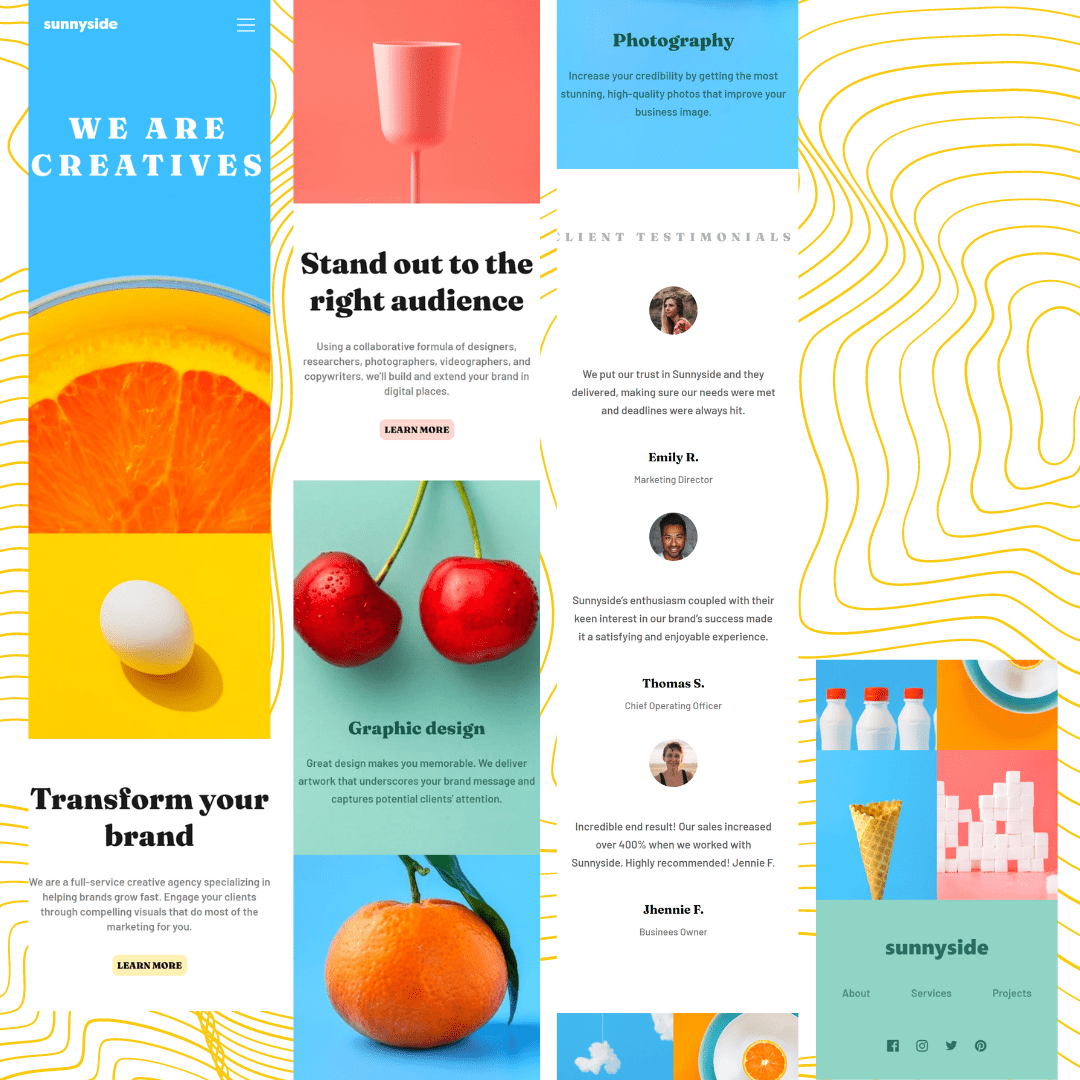 sunnyside
WE ARE
CREATIVES
Transform your
brand
We are a full-service creative agency specializing in
helping brands grow fast. Engage your clients
through compelling visuals that do most of the
marketing for you.
LEARN MORE
Stand out to the
right audience
Using a collaborative formula of designers,
researchers, photographers, videographers, and
copywriters, we'll build and extend your brand in
digital places.
LEARN MORE
Graphic design
Great design makes you memorable. We deliver
artwork that underscores your brand message and
captures potential clients' attention.
Photography
Increase your credibility by getting the most
stunning, high-quality photos that improve your
business image.
LIENT TESTIMONIALS
We put our trust in Sunnyside and they
delivered, making sure our needs were met
and deadlines were always hit.
Emily R.
Marketing Director
Sunnyside's enthusiasm coupled with their
keen interest in our brand's success made
it a satisfying and enjoyable experience.
Thomas S.
Chief Operating Officer
Incredible end result! Our sales increased
over 400% when we worked with
Sunnyside. Highly recommended! Jennie F.
Jhennie F.
Businees Owner
sunnyside
About Services Projects